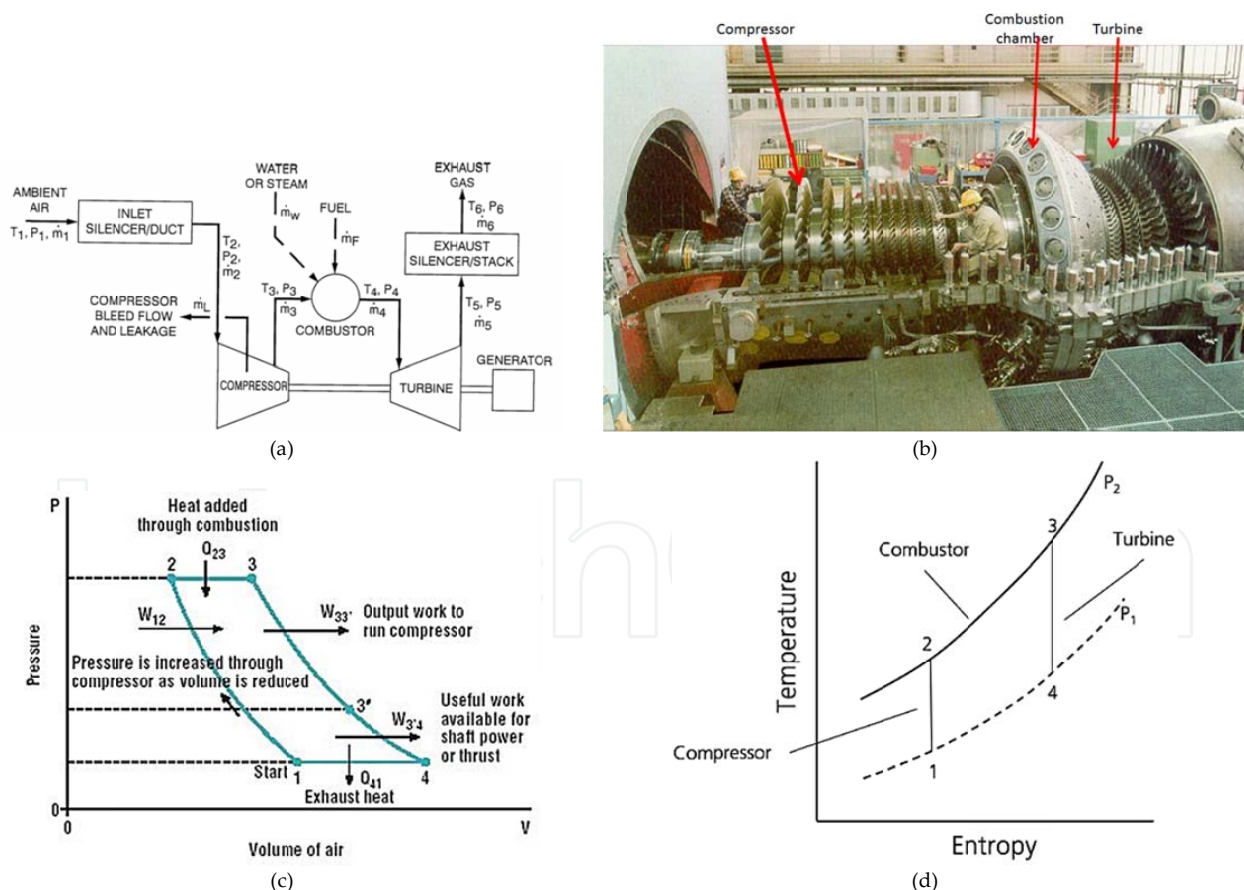 Compressor
Combustion
chamber
Turbine
WATER
OR STEAM
ṁW
FUEL
ṁF
EXHAUST
GAS
T6, P6
ṁ6
AMBIENT
AIR
T1, P1, ṁ1
INLET
SILENCER/DUCT
T2,
P2,
ṁ2
EXHAUST
SILENCER/STACK
COMPRESSOR
BLEED FLOW
AND LEAKAGE
ṁL
T3, P3
ṁ3
T4, P4
ṁ4
COMBUSTOR
T5, P5
ṁ5
COMPRESSOR
TURBINE
GENERATOR
(a)
(b)
P
Heat added
through combustion
Q23
2
3
W12
W33'
Output work to
run compressor
Pressure is increased through
compressor as volume is reduced
Pressure
3'
W3'4
Useful work
available for
shaft power
or thrust
Start
1
Q41
4
Exhaust heat
0
0
V
Volume of air
(c)
P2
3
Combustor
Turbine
P1
2
4
Temperature
Compressor
1
Entropy
(d)